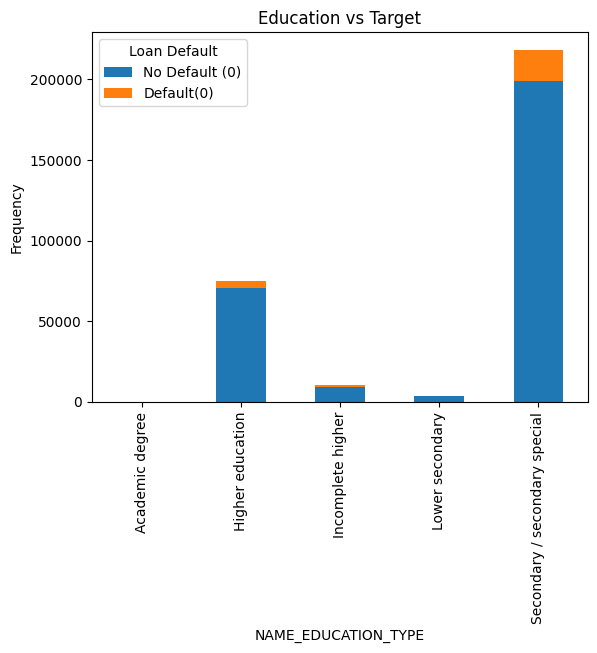 Education vs Target
Loan Default
No Default (0)
Default(0)
200000
150000
100000
50000
0
Frequency
Academic degree
Higher education
Incomplete higher
Lower secondary
Secondary / secondary special
NAME_EDUCATION_TYPE